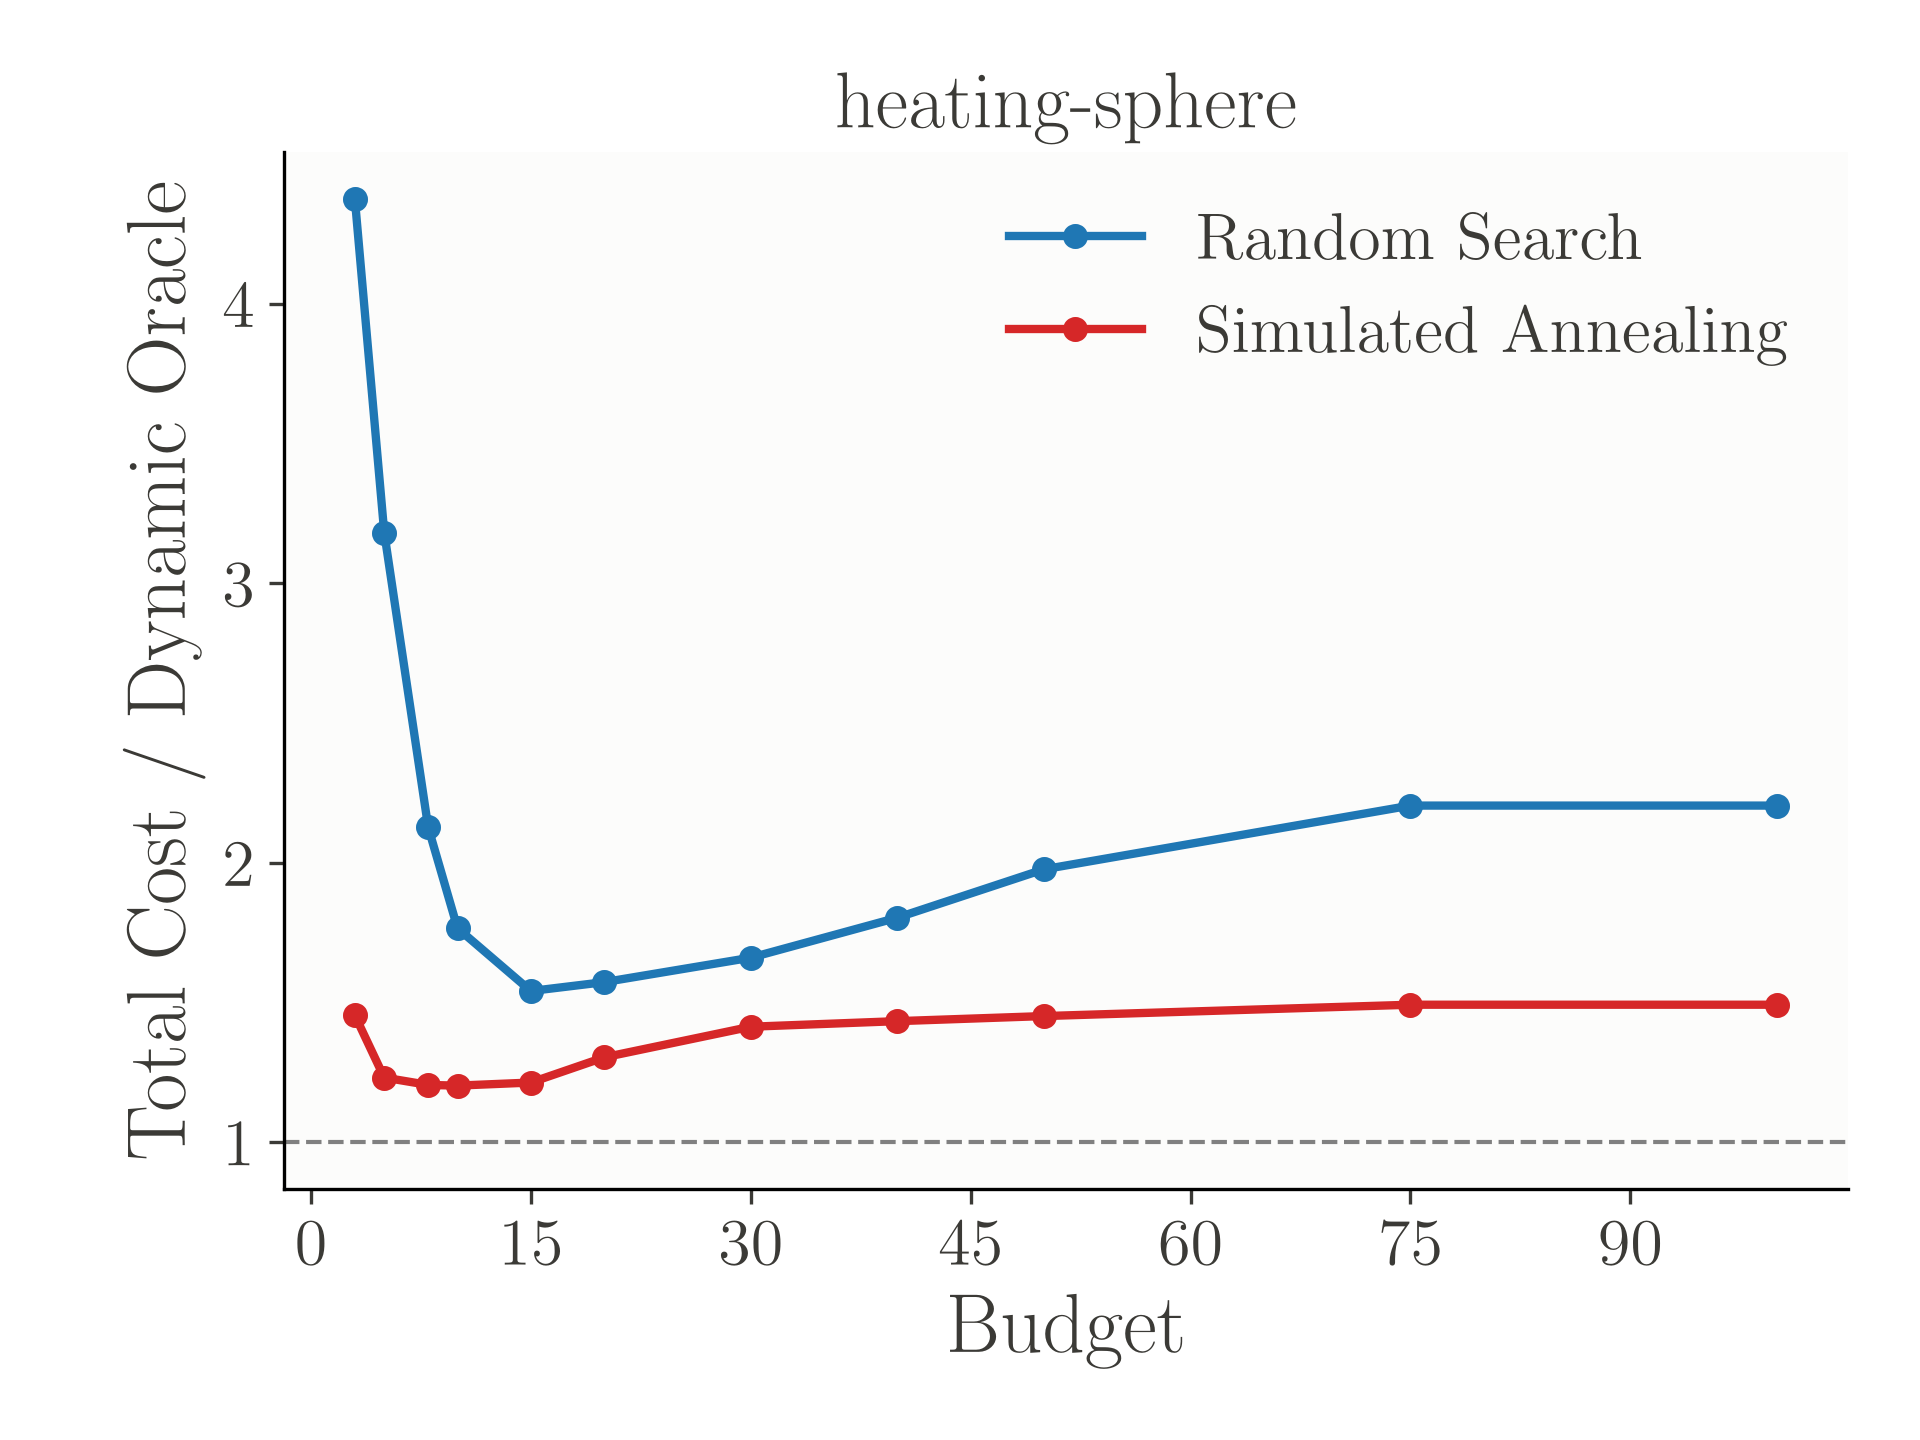 heating-sphere
Total Cost / Dynamic Oracle
4
3
2
1
Random Search
Simulated Annealing
0 15 30 45 60 75 90
Budget